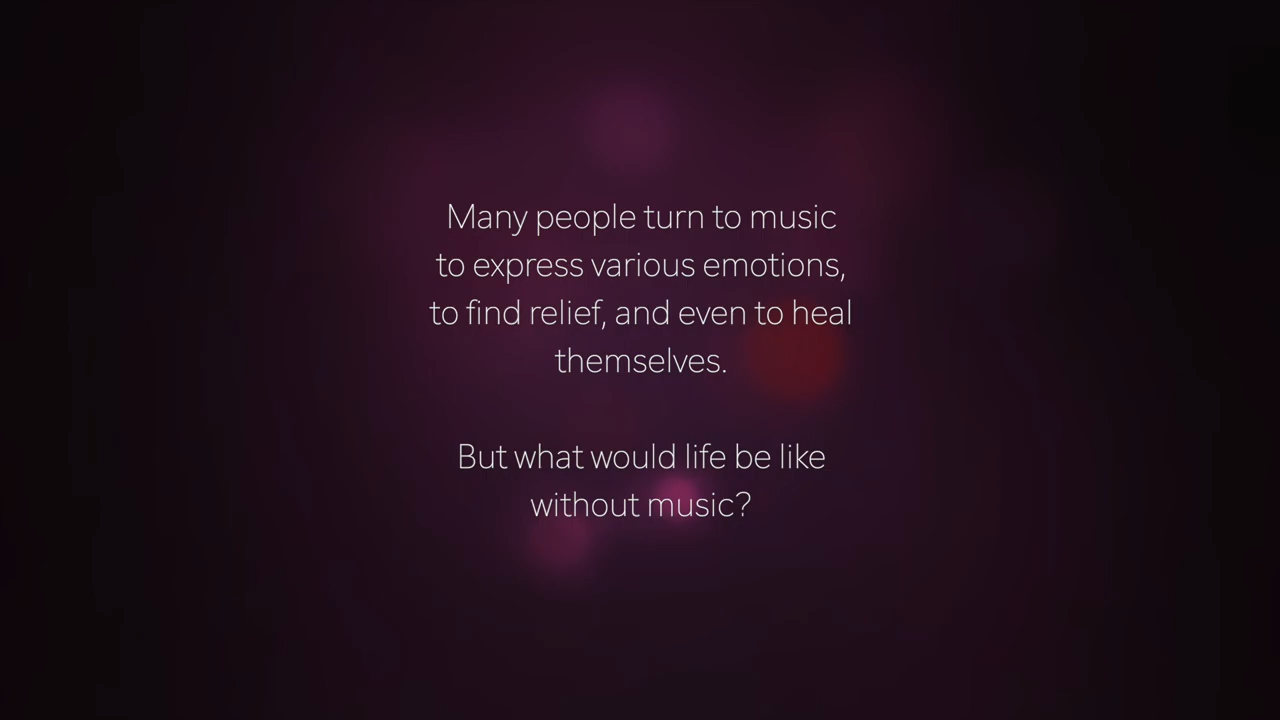 Many people turn to music
to express various emotions,
to find relief, and even to heal
themselves.
But what would life be like
without music?